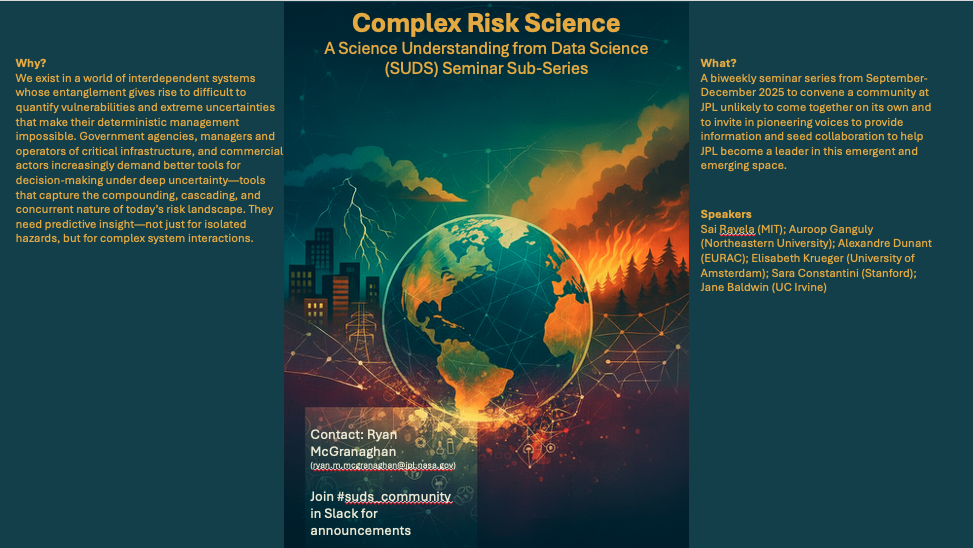 Complex Risk Science
A Science Understanding from Data Science
(SUDS) Seminar Sub-Series
Why?
We exist in a world of interdependent systems
whose entanglement gives rise to difficult to
quantify vulnerabilities and extreme uncertainties
that make their deterministic management
impossible. Government agencies, managers and
operators of critical infrastructure, and commercial
actors increasingly demand better tools for
decision-making under deep uncertainty—tools
that capture the compounding, cascading, and
concurrent nature of today's risk landscape. They
need predictive insight—not just for isolated
hazards, but for complex system interactions.
What?
A biweekly seminar series from September-
December 2025 to convene a community at
JPL unlikely to come together on its own and
to invite in pioneering voices to provide
information and seed collaboration to help
JPL become a leader in this emergent and
emerging space.
Speakers
Sai Ravela (MIT); Auroop Ganguly
(Northeastern University); Alexandre Dunant
(EURAC); Elisabeth Krueger (University of
Amsterdam); Sara Constantini (Stanford);
Jane Baldwin (UC Irvine)
Contact: Ryan
McGranaghan
(ryan.m.mcgranaghan@jpl.nasa.gov)
Join #suds_community
in Slack for
announcements